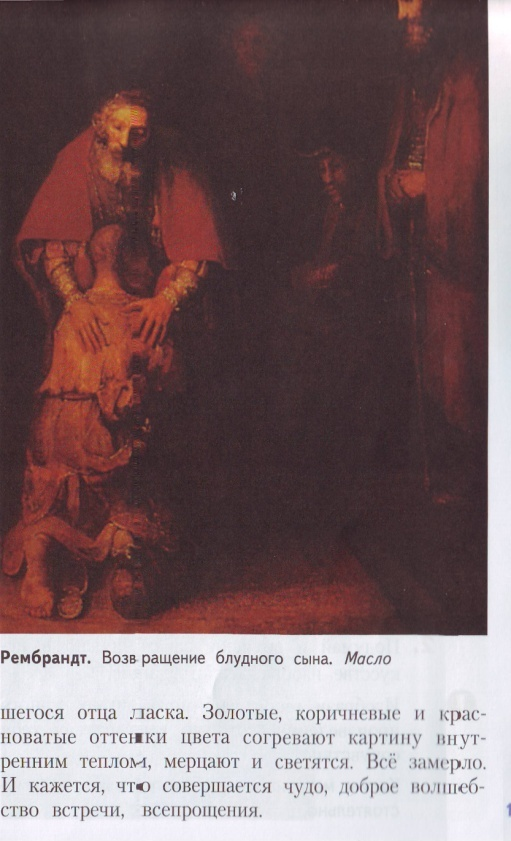 Рембрандт. Возвращение блудного сына. Масло
шегося отца ласка. Золотые, коричневые и крас-
новатые оттенки цвета согревают картину внут-
ренним теплом, мерцают и светятся. Всё замерло.
И кажется, что совершается чудо, доброе волшеб-
ство встречи, всепрощения.